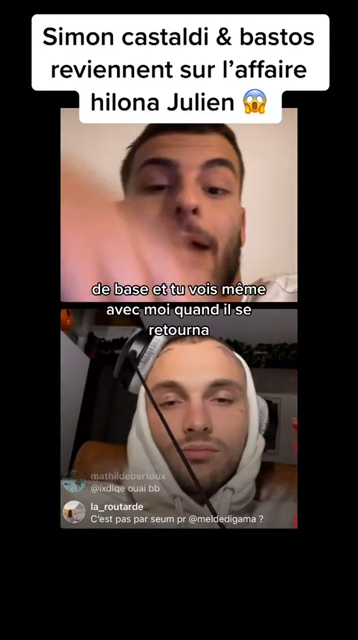 Simon castaldi & bastos
reviennent sur l'affaire
hilona Julien 😱
de base et tu vois même
avec moi quand il se
retourna
mathildebertoux
@ixdlqe ouai bb
la_routarde
C'est pas par seum pr @meldedigama ?